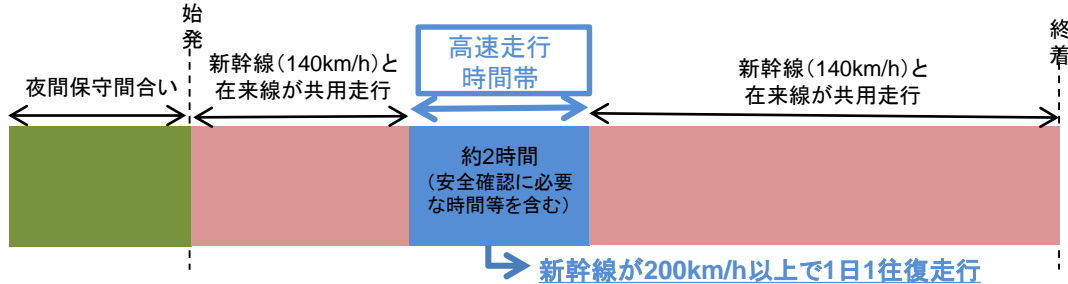 始
発
終
着
夜間保守間合い
新幹線(140km/h)と
在来線が共用走行
高速走行
時間帯
新幹線(140km/h)と
在来線が共用走行
約2時間
（安全確認に必要
な時間等を含む）
新幹線が200km/h以上で1日1往復走行